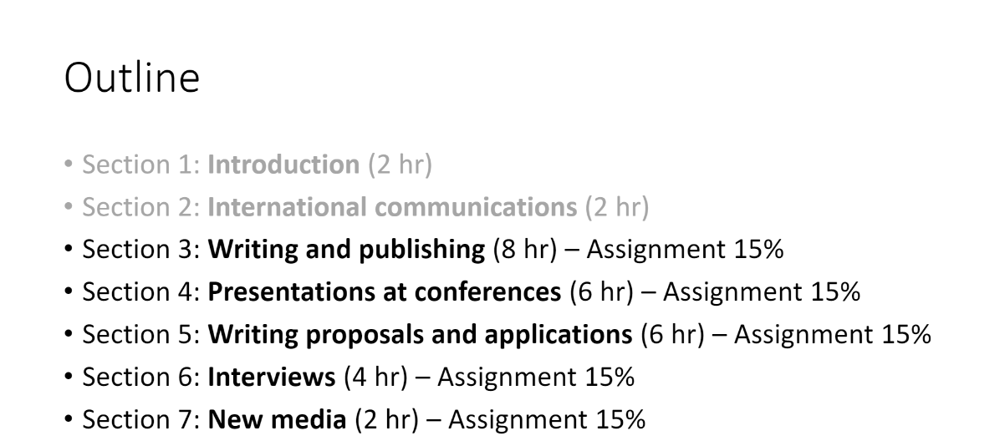 Outline
• Section 1: Introduction (2 hr)
• Section 2: International communications (2 hr)
• Section 3: Writing and publishing (8 hr) – Assignment 15%
• Section 4: Presentations at conferences (6 hr) – Assignment 15%
• Section 5: Writing proposals and applications (6 hr) – Assignment 15%
• Section 6: Interviews (4 hr) – Assignment 15%
• Section 7: New media (2 hr) – Assignment 15%